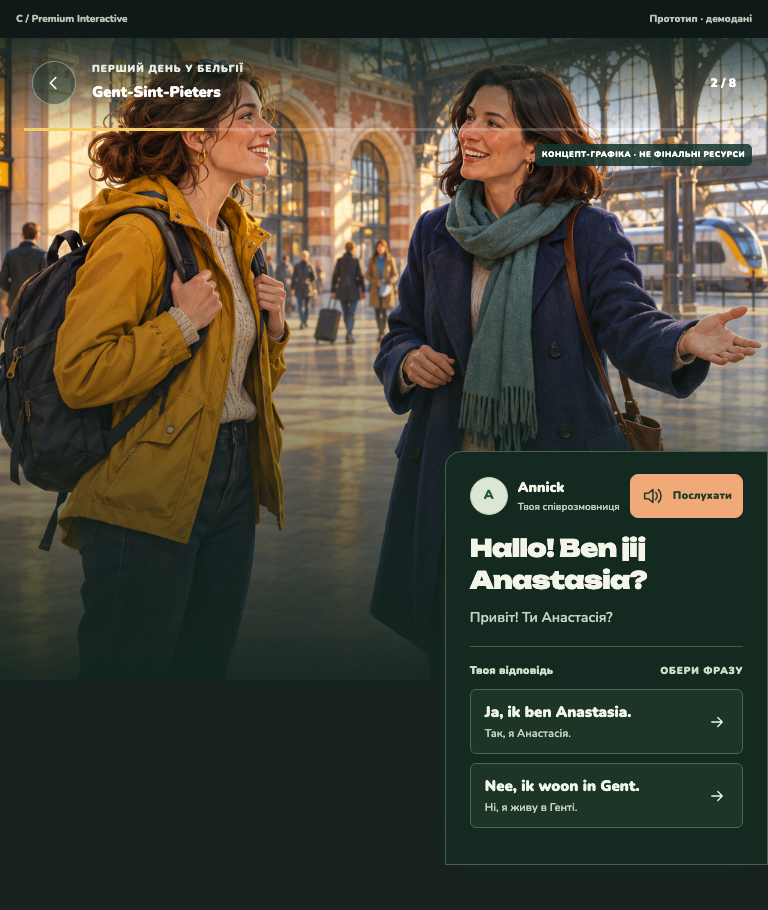 C / Premium Interactive
Прототип · демодані
ПЕРШИЙ ДЕНЬ У БЕЛЬГІЇ
Gent-Sint-Pieters
2 / 8
КОНЦЕПТ-ГРАФІКА · НЕ ФІНАЛЬНІ РЕСУРСИ
A
Annick
Твоя співрозмовниця
Послухати
Hallo! Ben jij
Anastasia?
Привіт! Ти Анастасія?
Твоя відповідь
ОБЕРИ ФРАЗУ
Ja, ik ben Anastasia.
Так, я Анастасія.
Nee, ik woon in Gent.
Ні, я живу в Генті.